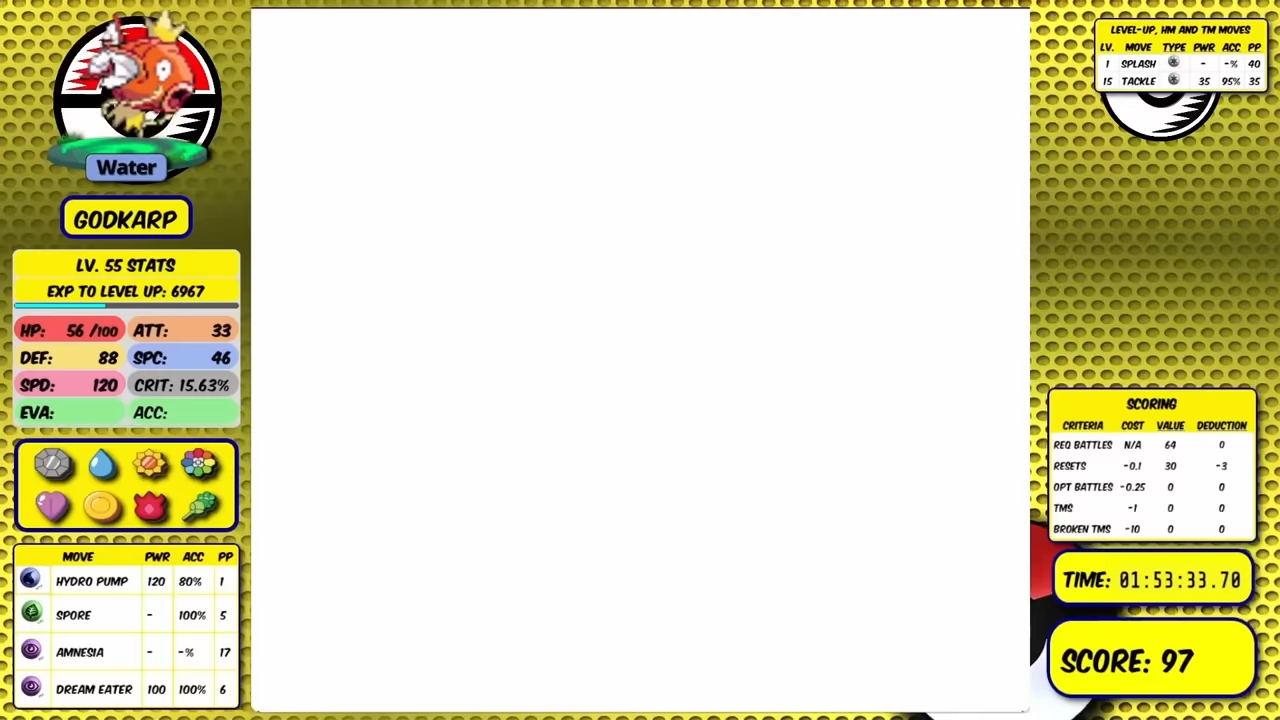 Water
GODKARP
LV. 55 STATS
EXP TO LEVEL UP: 6967
HP: 56 /100 ATT: 33
DEF: 88 SPC: 46
SPD: 120 CRIT: 15.63%
EVA: ACC:
MOVE PWR ACC PP
HYDRO PUMP 120 80% 1
SPORE - 100% 5
AMNESIA - -% 17
DREAM EATER 100 100% 6
LEVEL-UP, HM AND TM MOVES
LV. MOVE TYPE PWR ACC PP
1 SPLASH - -% 40
15 TACKLE 35 95% 35
SCORING
CRITERIA COST VALUE DEDUCTION
REQ BATTLES N/A 64 0
RESETS -0.1 30 -3
OPT BATTLES -0.25 0 0
TMS -1 0 0
BROKEN TMS -10 0 0
TIME: 01:53:33.70
SCORE: 97